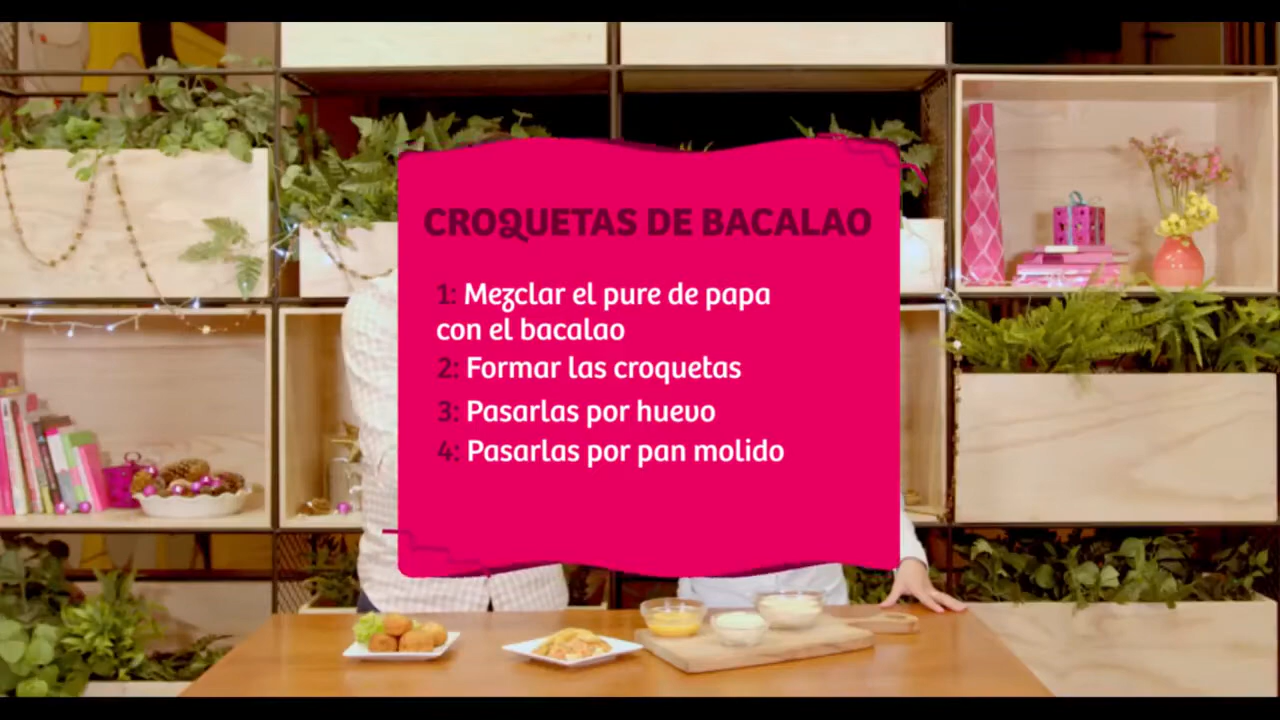 CROQUETAS DE BACALAO
1: Mezclar el pure de papa
con el bacalao
2: Formar las croquetas
3: Pasarlas por huevo
4: Pasarlas por pan molido